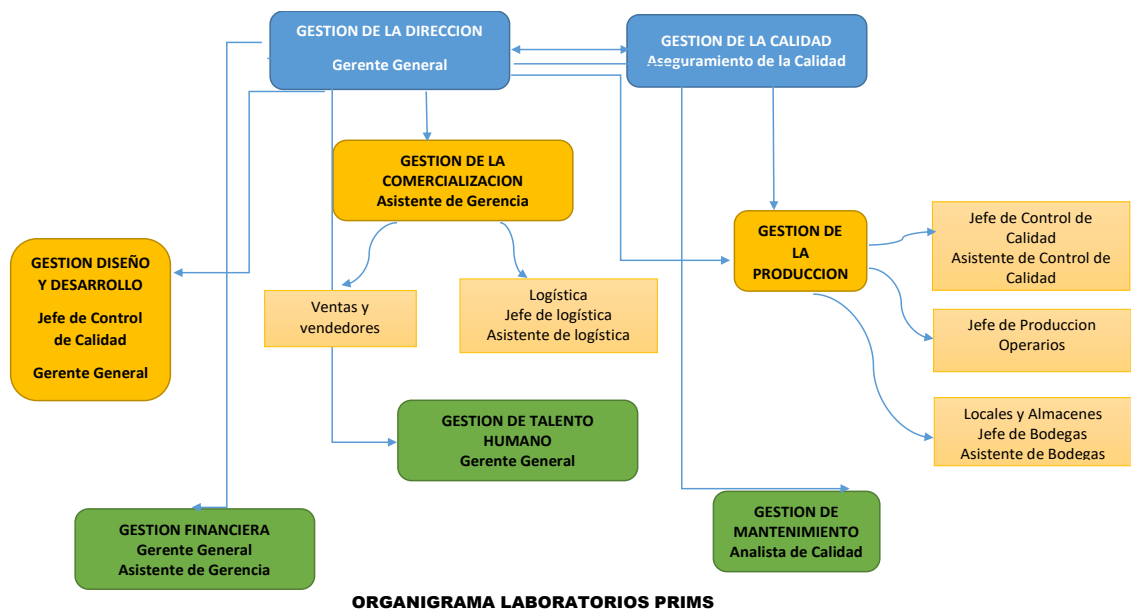 GESTION DE LA DIRECCION
Gerente General
GESTION DE LA CALIDAD
Aseguramiento de la Calidad
GESTION DE LA
COMERCIALIZACION
Asistente de Gerencia
GESTION DE
LA
PRODUCCION
Jefe de Control de
Calidad
Asistente de Control de
Calidad
GESTION DISEÑO
Y DESARROLLO
Jefe de Control
de Calidad
Gerente General
Ventas y
vendedores
Logística
Jefe de logística
Asistente de logística
Jefe de Produccion
Operarios
GESTION DE TALENTO
HUMANO
Gerente General
Locales y Almacenes
Jefe de Bodegas
Asistente de Bodegas
GESTION FINANCIERA
Gerente General
Asistente de Gerencia
GESTION DE
MANTENIMIENTO
Analista de Calidad
ORGANIGRAMA LABORATORIOS PRIMS